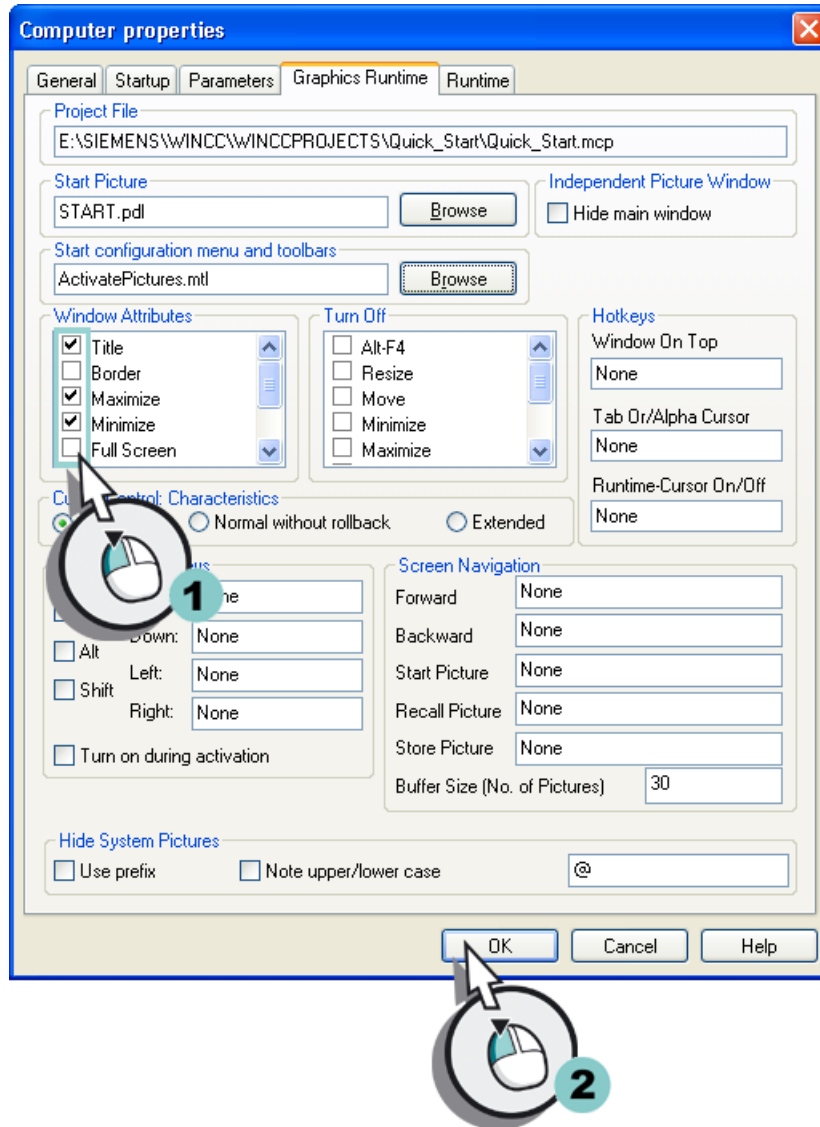 Computer properties
General Startup Parameters Graphics Runtime Runtime
Project File
E:\SIEMENS\WINCC\WINCCPROJECTS\Quick_Start\Quick_Start.mcp
Start Picture
START.pdl
Browse
Independent Picture Window
Hide main window
Start configuration menu and toolbars
ActivatePictures.mtl
Browse
Window Attributes
Title
Border
Maximize
Minimize
Full Screen
Turn Off
Alt-F4
Resize
Move
Minimize
Maximize
Hotkeys
Window On Top
None
Tab Or/Alpha Cursor
None
Runtime-Cursor On/Off
None
Characteristics
Normal without rollback
Extended
1
Down: None
Alt
Left: None
Shift
Right: None
Turn on during activation
Screen Navigation
Forward None
Backward None
Start Picture None
Recall Picture None
Store Picture None
Buffer Size (No. of Pictures) 30
Hide System Pictures
Use prefix
Note upper/lower case
@
OK Cancel Help
2